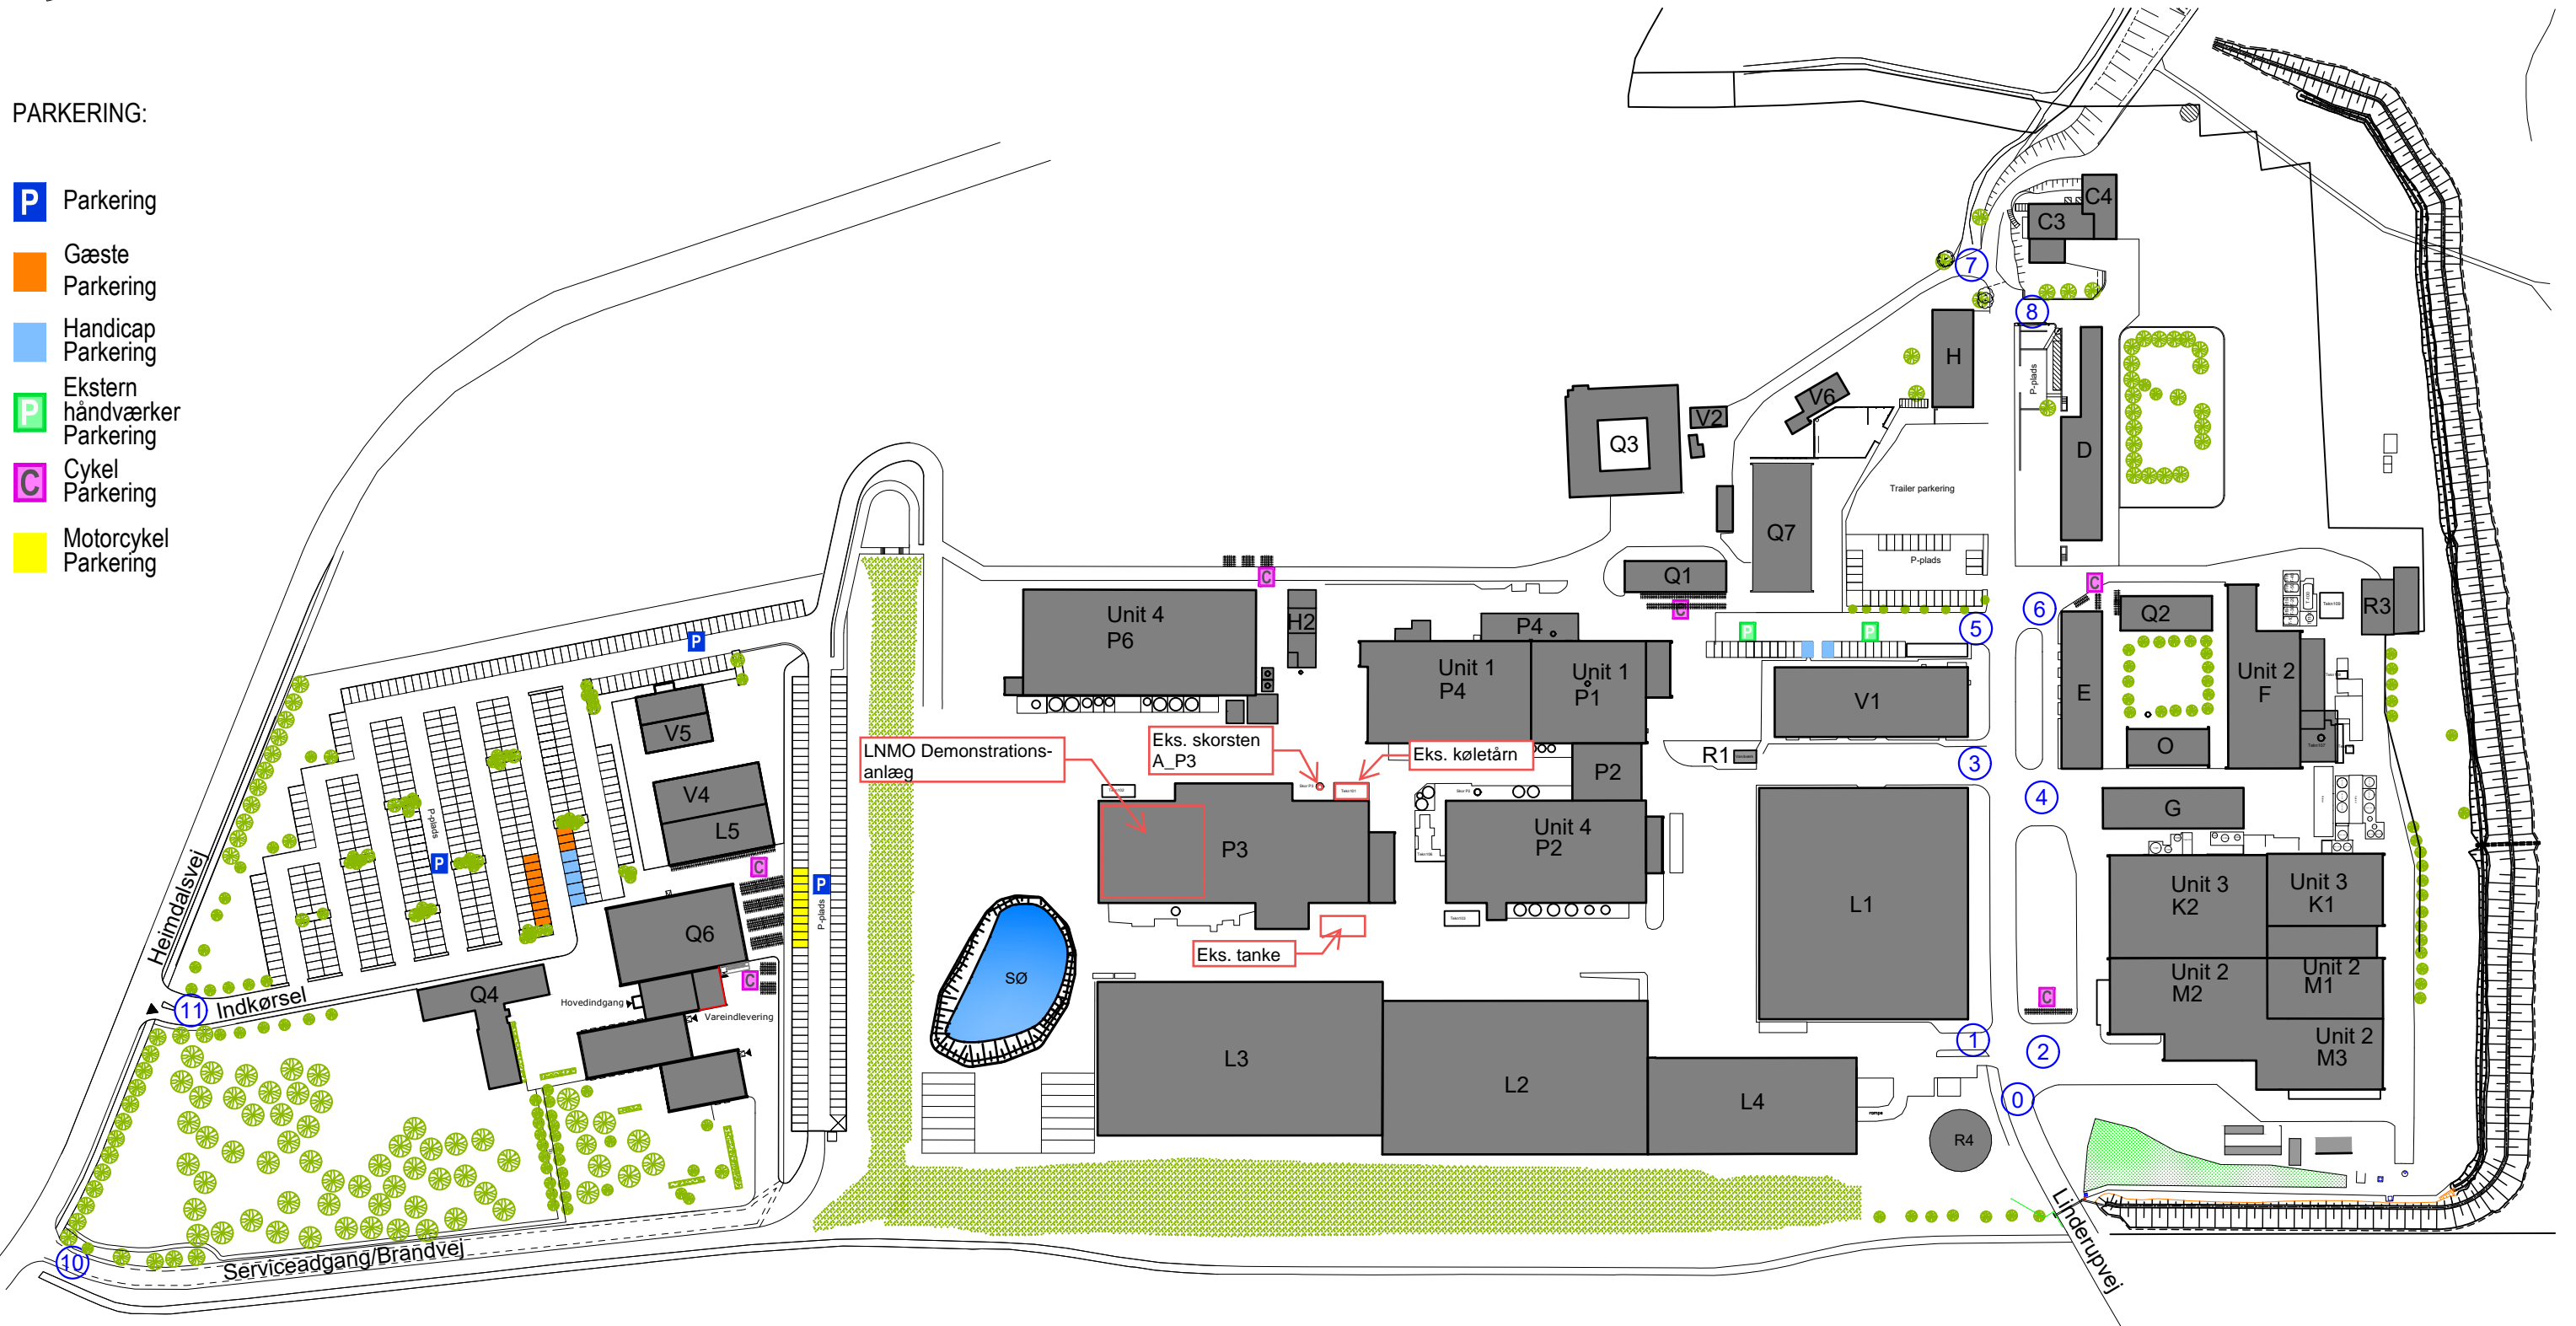 PARKERING:
P
Parkering
Gæste
Parkering
Handicap
Parkering
P
Ekstern
håndværker
Parkering
C
Cykel
Parkering
Motorcykel
Parkering
C4
C3
7
8
H
P-plads
V6
V2
Q3
D
Trailer parkering
Q7
P-plads
C
Q1
C
C
Q2
R3
6
5
P
P
Unit 4
P6
H2
P4
Unit 1
P4
Unit 1
P1
V1
E
Unit 2
F
O
P
V5
V4
L5
LNMO Demonstrations-
anlæg
Eks. skorsten
A_P3
Eks. køletårn
R1
P2
3
4
G
P-plads
P
C
P
P-plads
P3
Unit 4
P2
L1
Unit 3
K2
Unit 3
K1
Heimdalsvej
Q6
Eks. tanke
SØ
Unit 2
M2
Unit 2
M1
Unit 2
M3
C
C
11
Indkørsel
Q4
Hovedindgang
Vareindlevering
1
2
0
L3
L2
L4
rampe
R4
Linderupvej
10
Serviceadgang/Brandvej